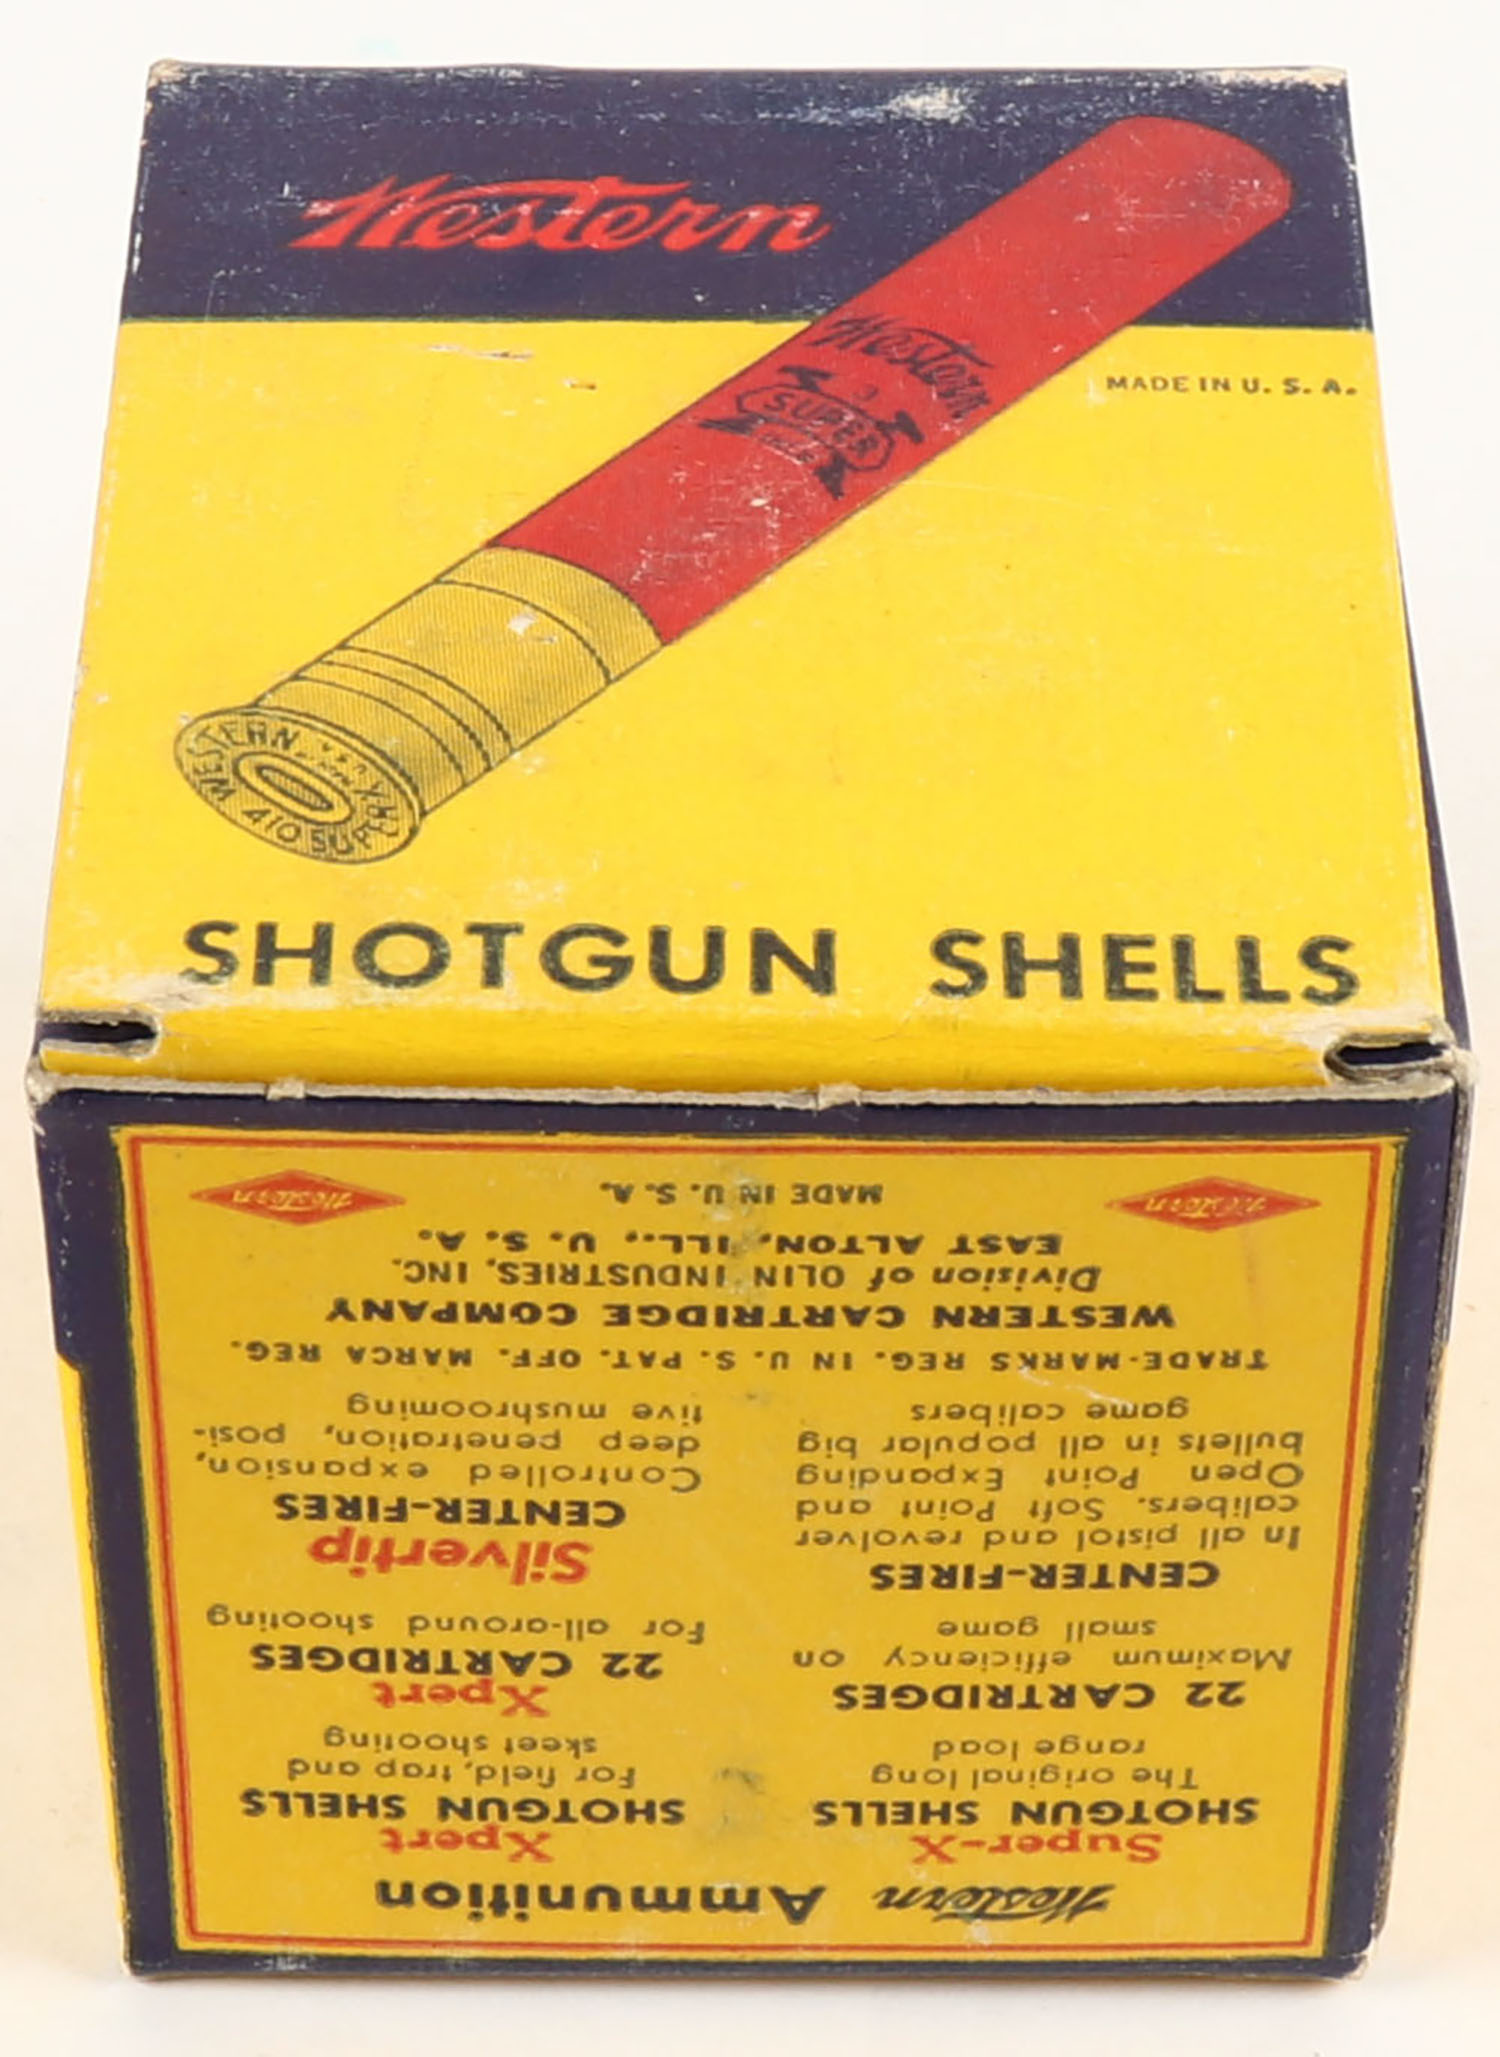 Western
MADE IN U. S. A.
Western
3
SUPER
WESTERN
410 SUPER X
SHOTGUN SHELLS
Western Ammunition
Super-X
SHOTGUN SHELLS
The original long
range load
22 CARTRIDGES
Maximum efficiency on
small game
CENTER-FIRES
In all pistol and revolver
calibers. Soft Point and
Open Point Expanding
bullets in all popular big
game calibers
Xpert
SHOTGUN SHELLS
For field, trap and
skeet shooting
Xpert
22 CARTRIDGES
For all-around shooting
Silvertip
CENTER-FIRES
Controlled expansion,
deep penetration, posi-
tive mushrooming
TRADE-MARKS REG. IN U. S. PAT. OFF. MARCA REG.
WESTERN CARTRIDGE COMPANY
Division of OLIN INDUSTRIES, INC.
EAST ALTON, ILL., U. S. A.
MADE IN U. S. A.
Western
Western